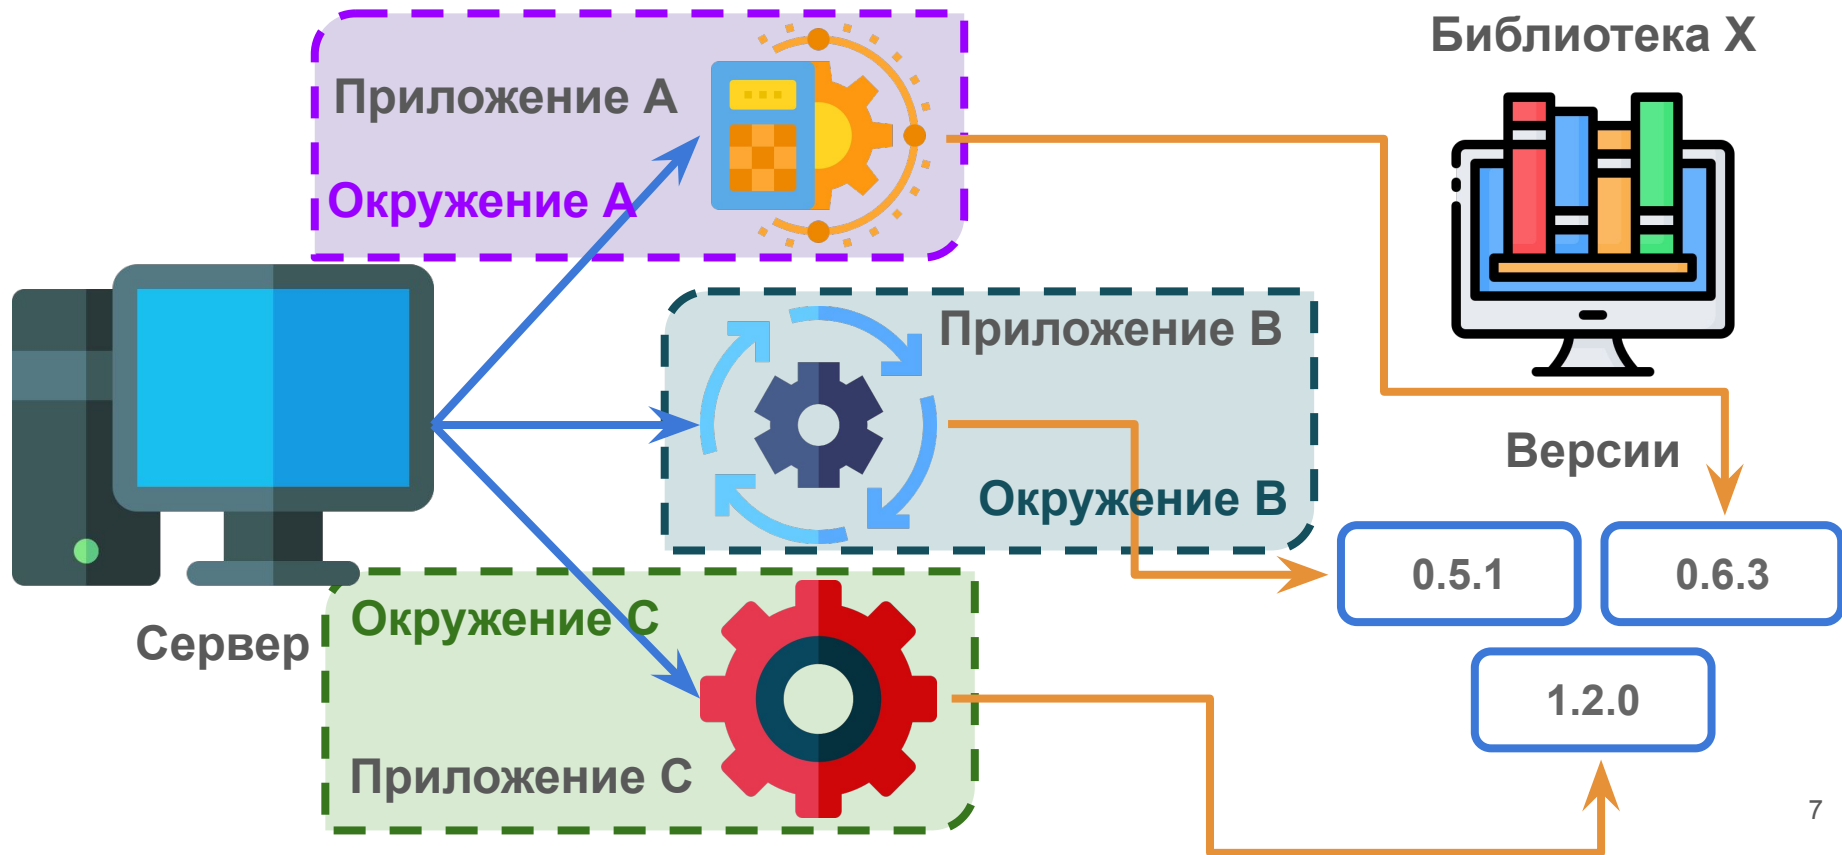 Библиотека X
Приложение A
Окружение A
Приложение B
Окружение B
Версии
0.5.1
0.6.3
Окружение C
Сервер
1.2.0
Приложение C
7